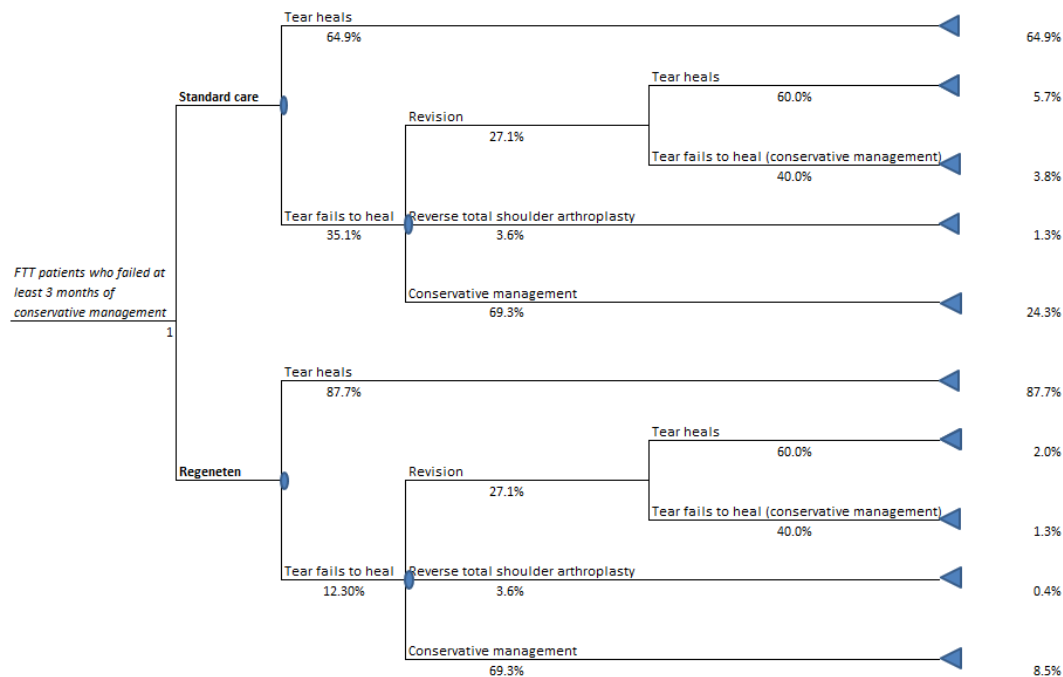 Tear heals
64.9%
64.9%
Tear heals
Standard care
60.0%
5.7%
Revision
27.1%
Tear fails to heal (conservative management)
40.0%
3.8%
Tear fails to heal
Reverse total shoulder arthroplasty
35.1%
3.6%
1.3%
FTT patients who failed at
least 3 months of
conservative management
1
Conservative management
69.3%
24.3%
Tear heals
87.7%
87.7%
Tear heals
60.0%
2.0%
Regeneten
Revision
27.1%
Tear fails to heal (conservative management)
40.0%
1.3%
Tear fails to heal
Reverse total shoulder arthroplasty
12.30%
3.6%
0.4%
Conservative management
69.3%
8.5%